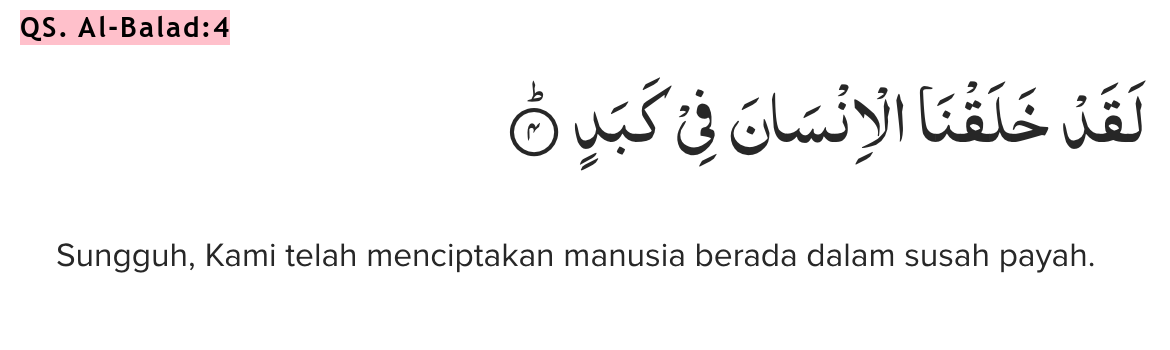 QS. Al-Balad:4
لَقَدْ خَلَقْنَا الْاِنْسَانَ فِيْ كَبَدٍ ۗ ٤
Sungguh, Kami telah menciptakan manusia berada dalam susah payah.